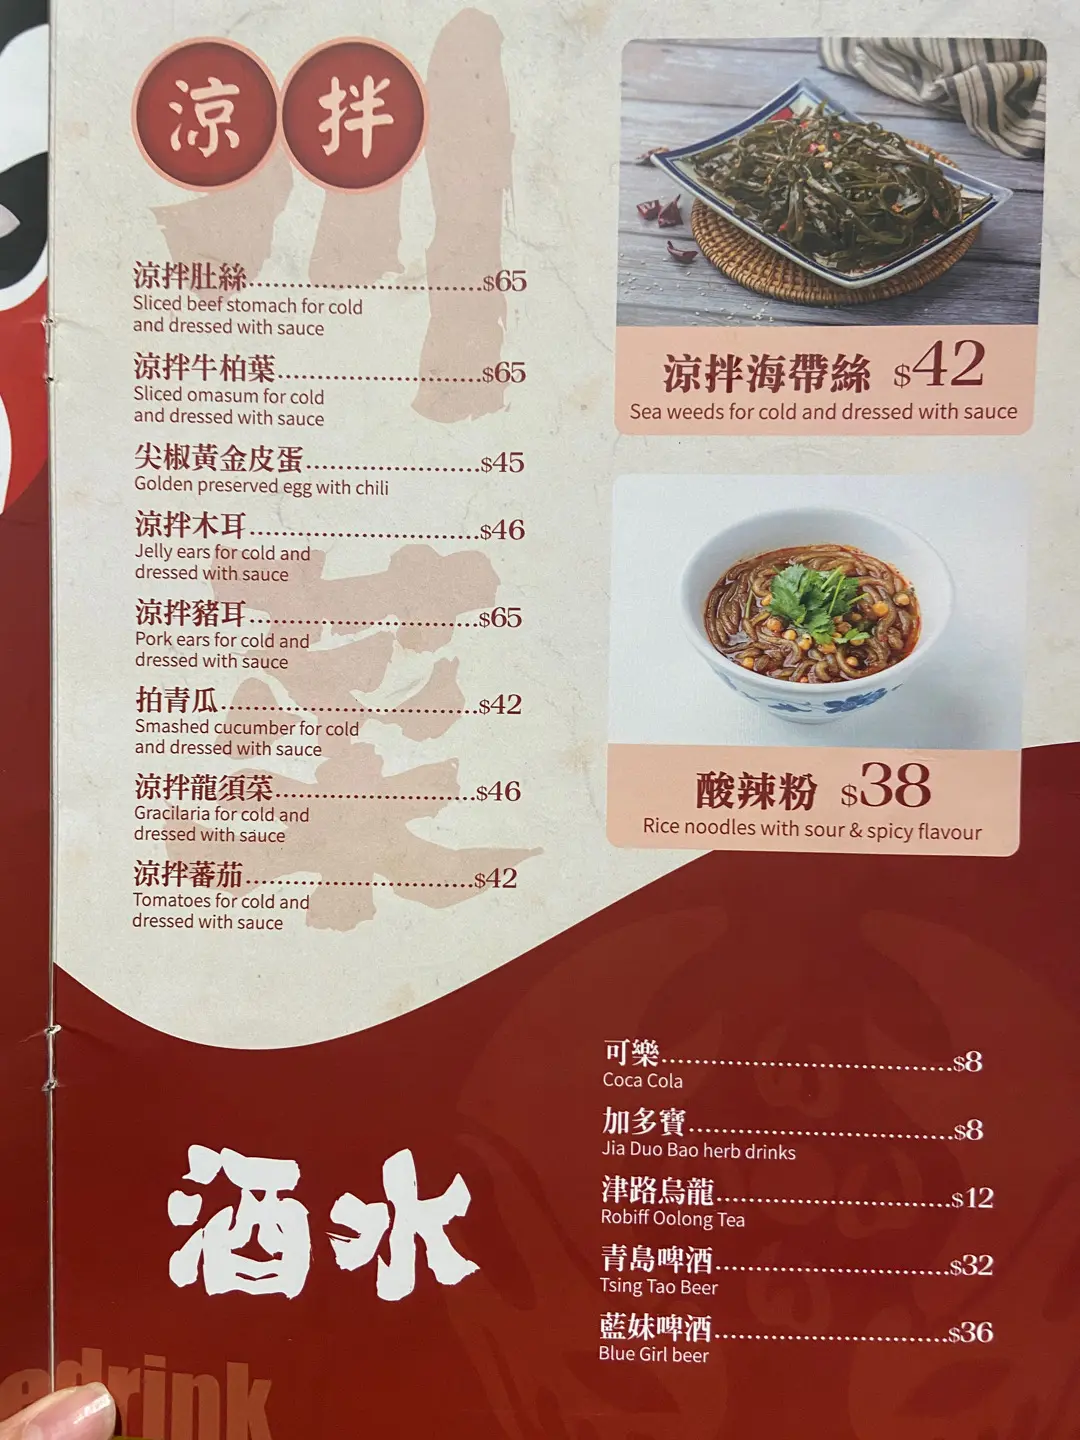 涼拌
涼拌肚絲..............................$65
Sliced beef stomach for cold
and dressed with sauce
涼拌牛柏葉..........................$65
Sliced omasum for cold
and dressed with sauce
尖椒黃金皮蛋......................$45
Golden preserved egg with chili
涼拌木耳.............................$46
Jelly ears for cold and
dressed with sauce
涼拌豬耳.............................$65
Pork ears for cold and
dressed with sauce
拍青瓜................................$42
Smashed cucumber for cold
and dressed with sauce
涼拌龍須菜.........................$46
Gracilaria for cold and
dressed with sauce
涼拌蕃茄.............................$42
Tomatoes for cold and
dressed with sauce
涼拌海帶絲 $42
Sea weeds for cold and dressed with sauce
酸辣粉 $38
Rice noodles with sour & spicy flavour
酒水
可樂....................................$8
Coca Cola
加多寶.................................$8
Jia Duo Bao herb drinks
津路烏龍.............................$12
Robiff Oolong Tea
青島啤酒.............................$32
Tsing Tao Beer
藍妹啤酒.............................$36
Blue Girl beer
edrink